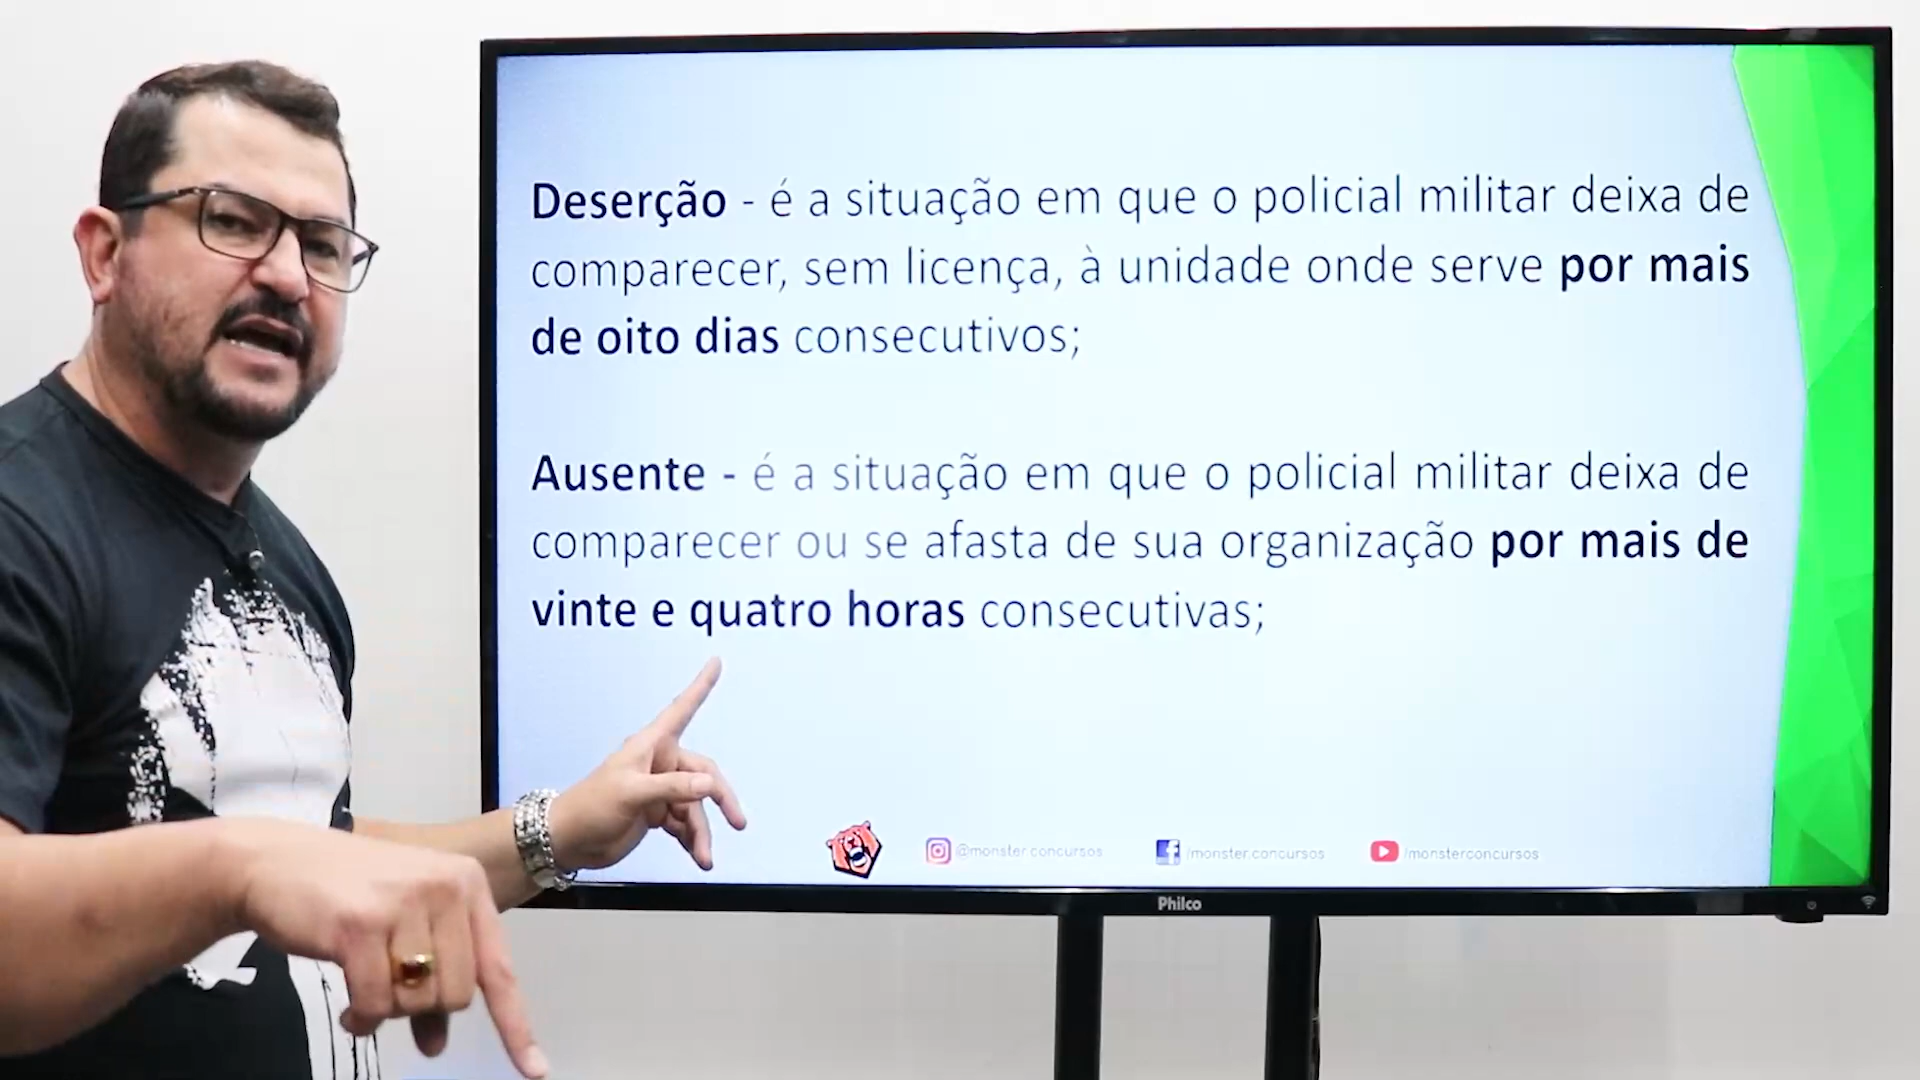 Deserção - é a situação em que o policial militar deixa de
comparecer, sem licença, à unidade onde serve por mais
de oito dias consecutivos;
Ausente - é a situação em que o policial militar deixa de
comparecer ou se afasta de sua organização por mais de
vinte e quatro horas consecutivas;
@monster.concursos
/monster.concursos
/monsterconcursos
Philco